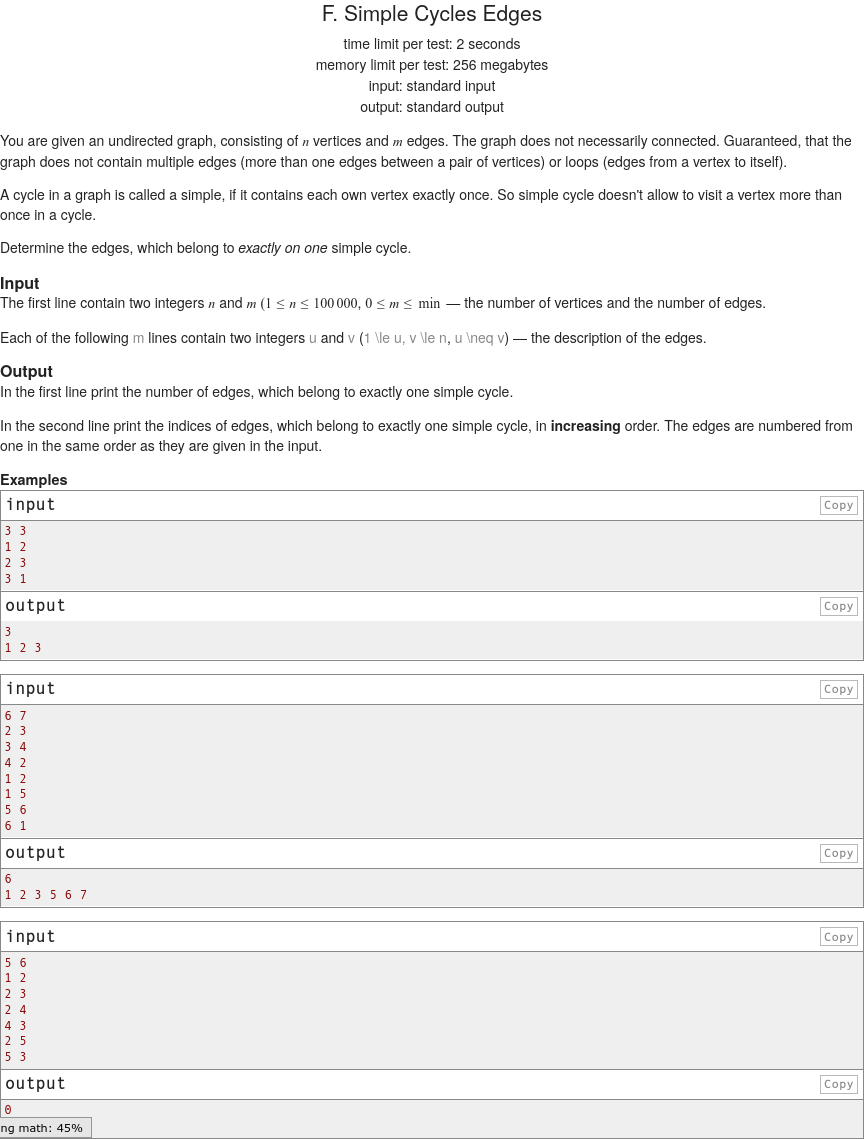 F. Simple Cycles Edges
time limit per test: 2 seconds
memory limit per test: 256 megabytes
input: standard input
output: standard output
You are given an undirected graph, consisting of n vertices and m edges. The graph does not necessarily connected. Guaranteed, that the
graph does not contain multiple edges (more than one edges between a pair of vertices) or loops (edges from a vertex to itself).
A cycle in a graph is called a simple, if it contains each own vertex exactly once. So simple cycle doesn't allow to visit a vertex more than
once in a cycle.
Determine the edges, which belong to exactly on one simple cycle.
Input
The first line contain two integers n and m (1 ≤ n ≤ 100 000, 0 ≤ m ≤ min — the number of vertices and the number of edges.
Each of the following m lines contain two integers u and v (1 \le u, v \le n, u \neq v) — the description of the edges.
Output
In the first line print the number of edges, which belong to exactly one simple cycle.
In the second line print the indices of edges, which belong to exactly one simple cycle, in increasing order. The edges are numbered from
one in the same order as they are given in the input.
Examples
input Copy
3 3
1 2
2 3
3 1
output Copy
3
1 2 3
input Copy
6 7
2 3
3 4
4 2
1 2
1 5
5 6
6 1
output Copy
6
1 2 3 5 6 7
input Copy
5 6
1 2
2 3
2 4
4 3
2 5
5 3
output Copy
0
ng math: 45%